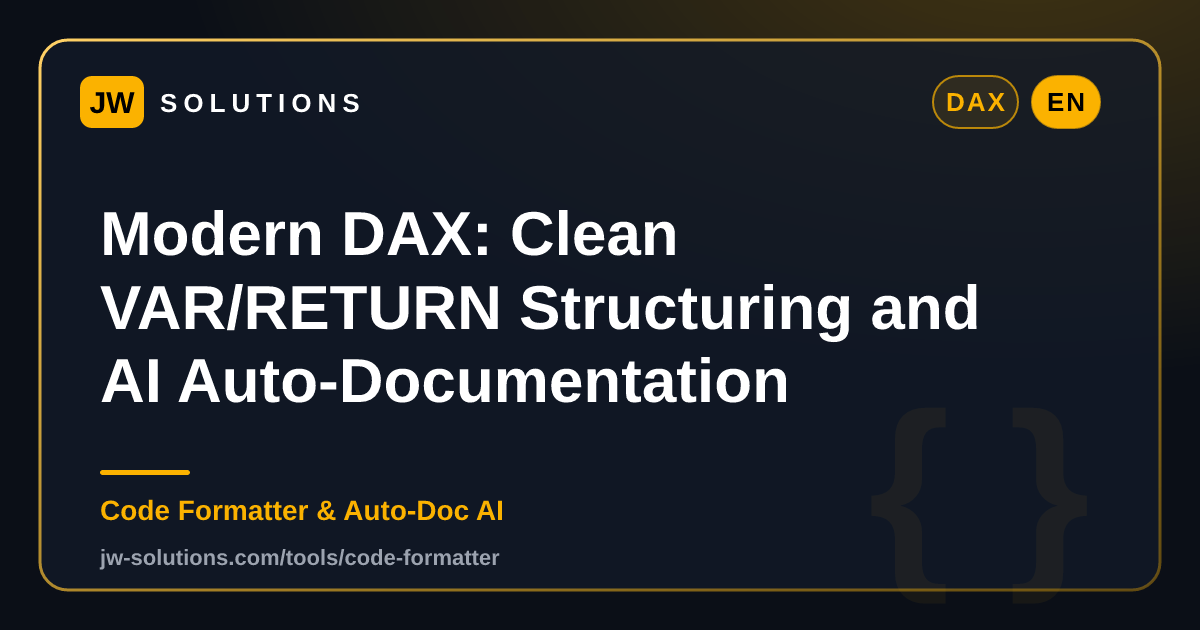 JW SOLUTIONS
DAX EN
Modern DAX: Clean
VAR/RETURN Structuring and
AI Auto-Documentation
Code Formatter & Auto-Doc AI
jw-solutions.com/tools/code-formatter
{ }